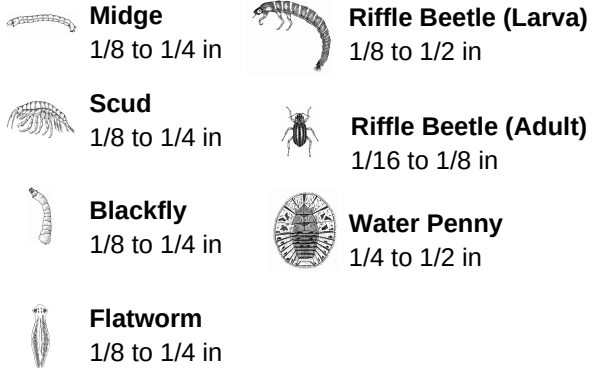 Midge
1/8 to 1/4 in
Scud
1/8 to 1/4 in
Blackfly
1/8 to 1/4 in
Flatworm
1/8 to 1/4 in
Riffle Beetle (Larva)
1/8 to 1/2 in
Riffle Beetle (Adult)
1/16 to 1/8 in
Water Penny
1/4 to 1/2 in